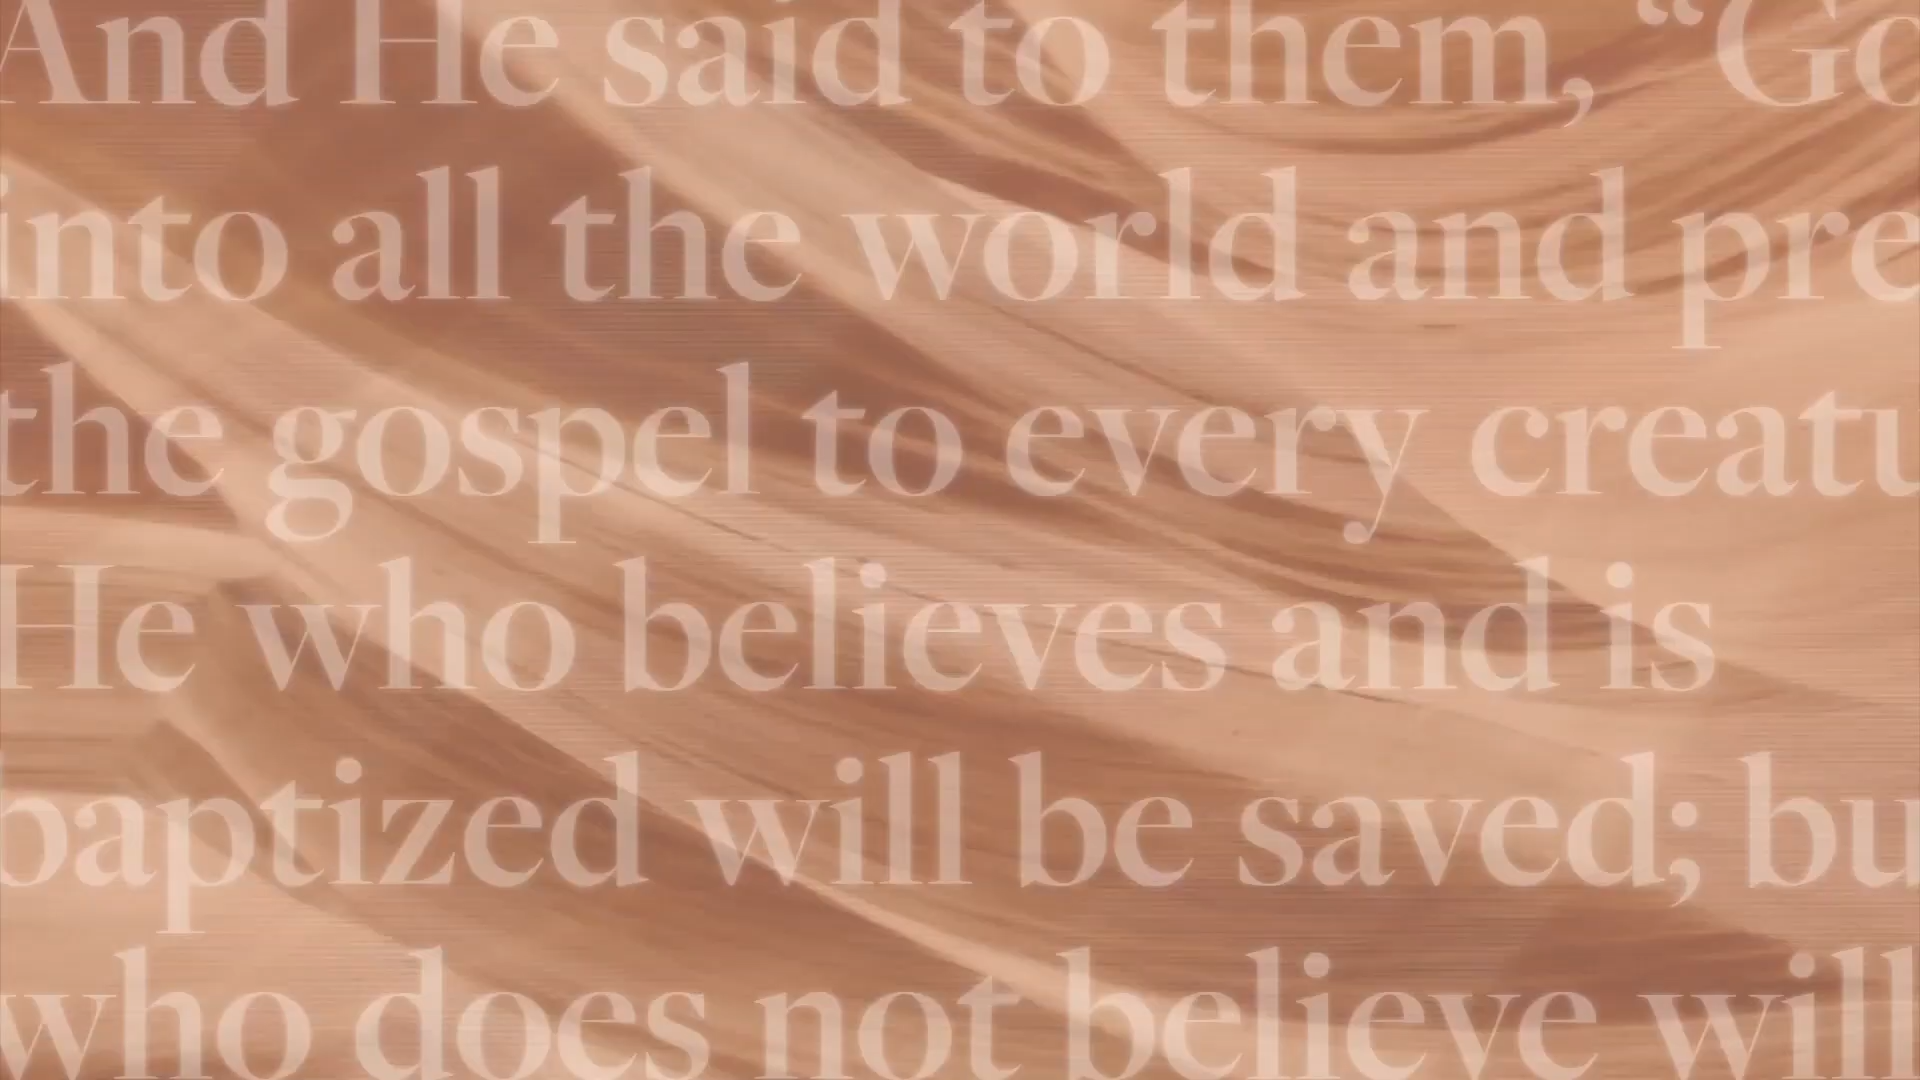 And He said to them, “Go
into all the world and pre
the gospel to every creatu
He who believes and is
baptized will be saved; bu
who does not believe will